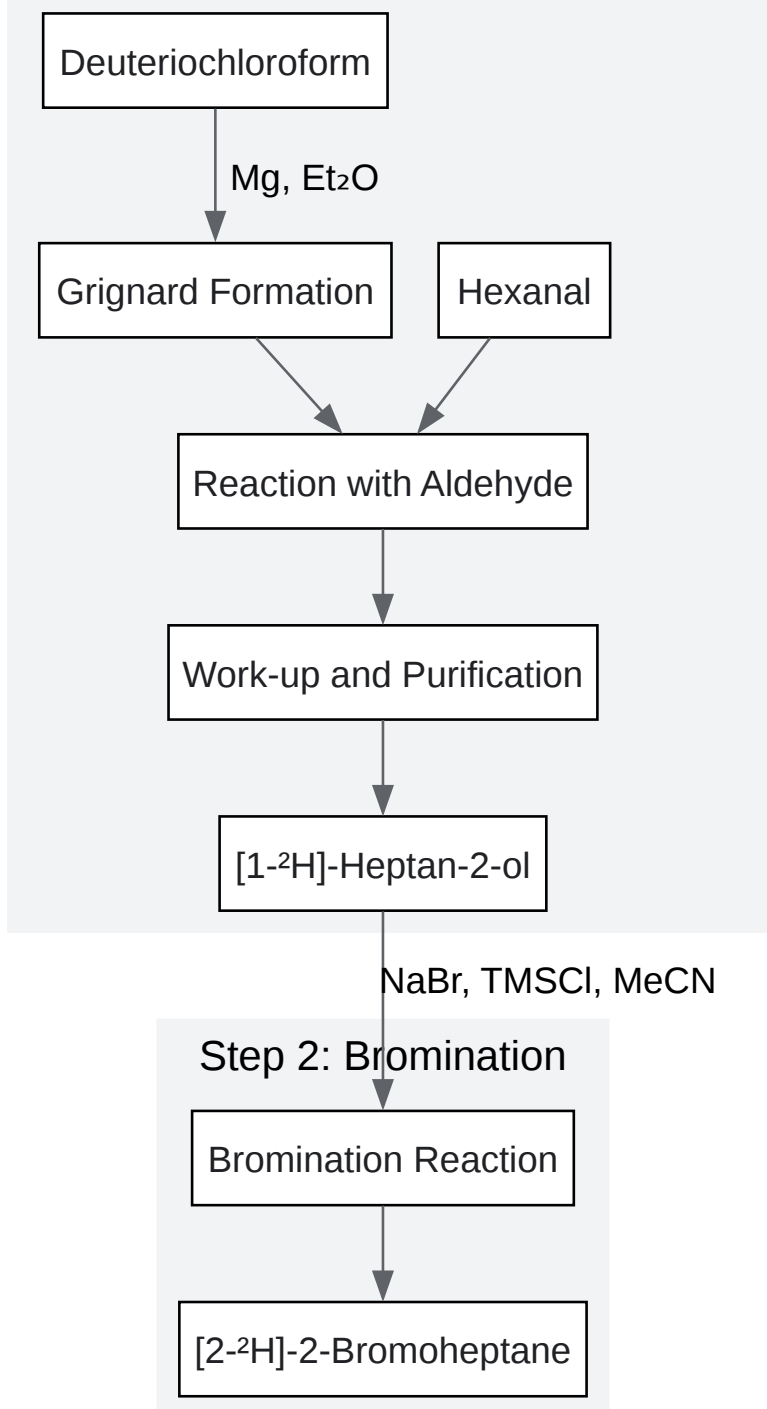 Deuteriochloroform
Mg, Et₂O
Grignard Formation
Hexanal
Reaction with Aldehyde
Work-up and Purification
[1-²H]-Heptan-2-ol
NaBr, TMSCl, MeCN
Step 2: Bromination
Bromination Reaction
[2-²H]-2-Bromoheptane